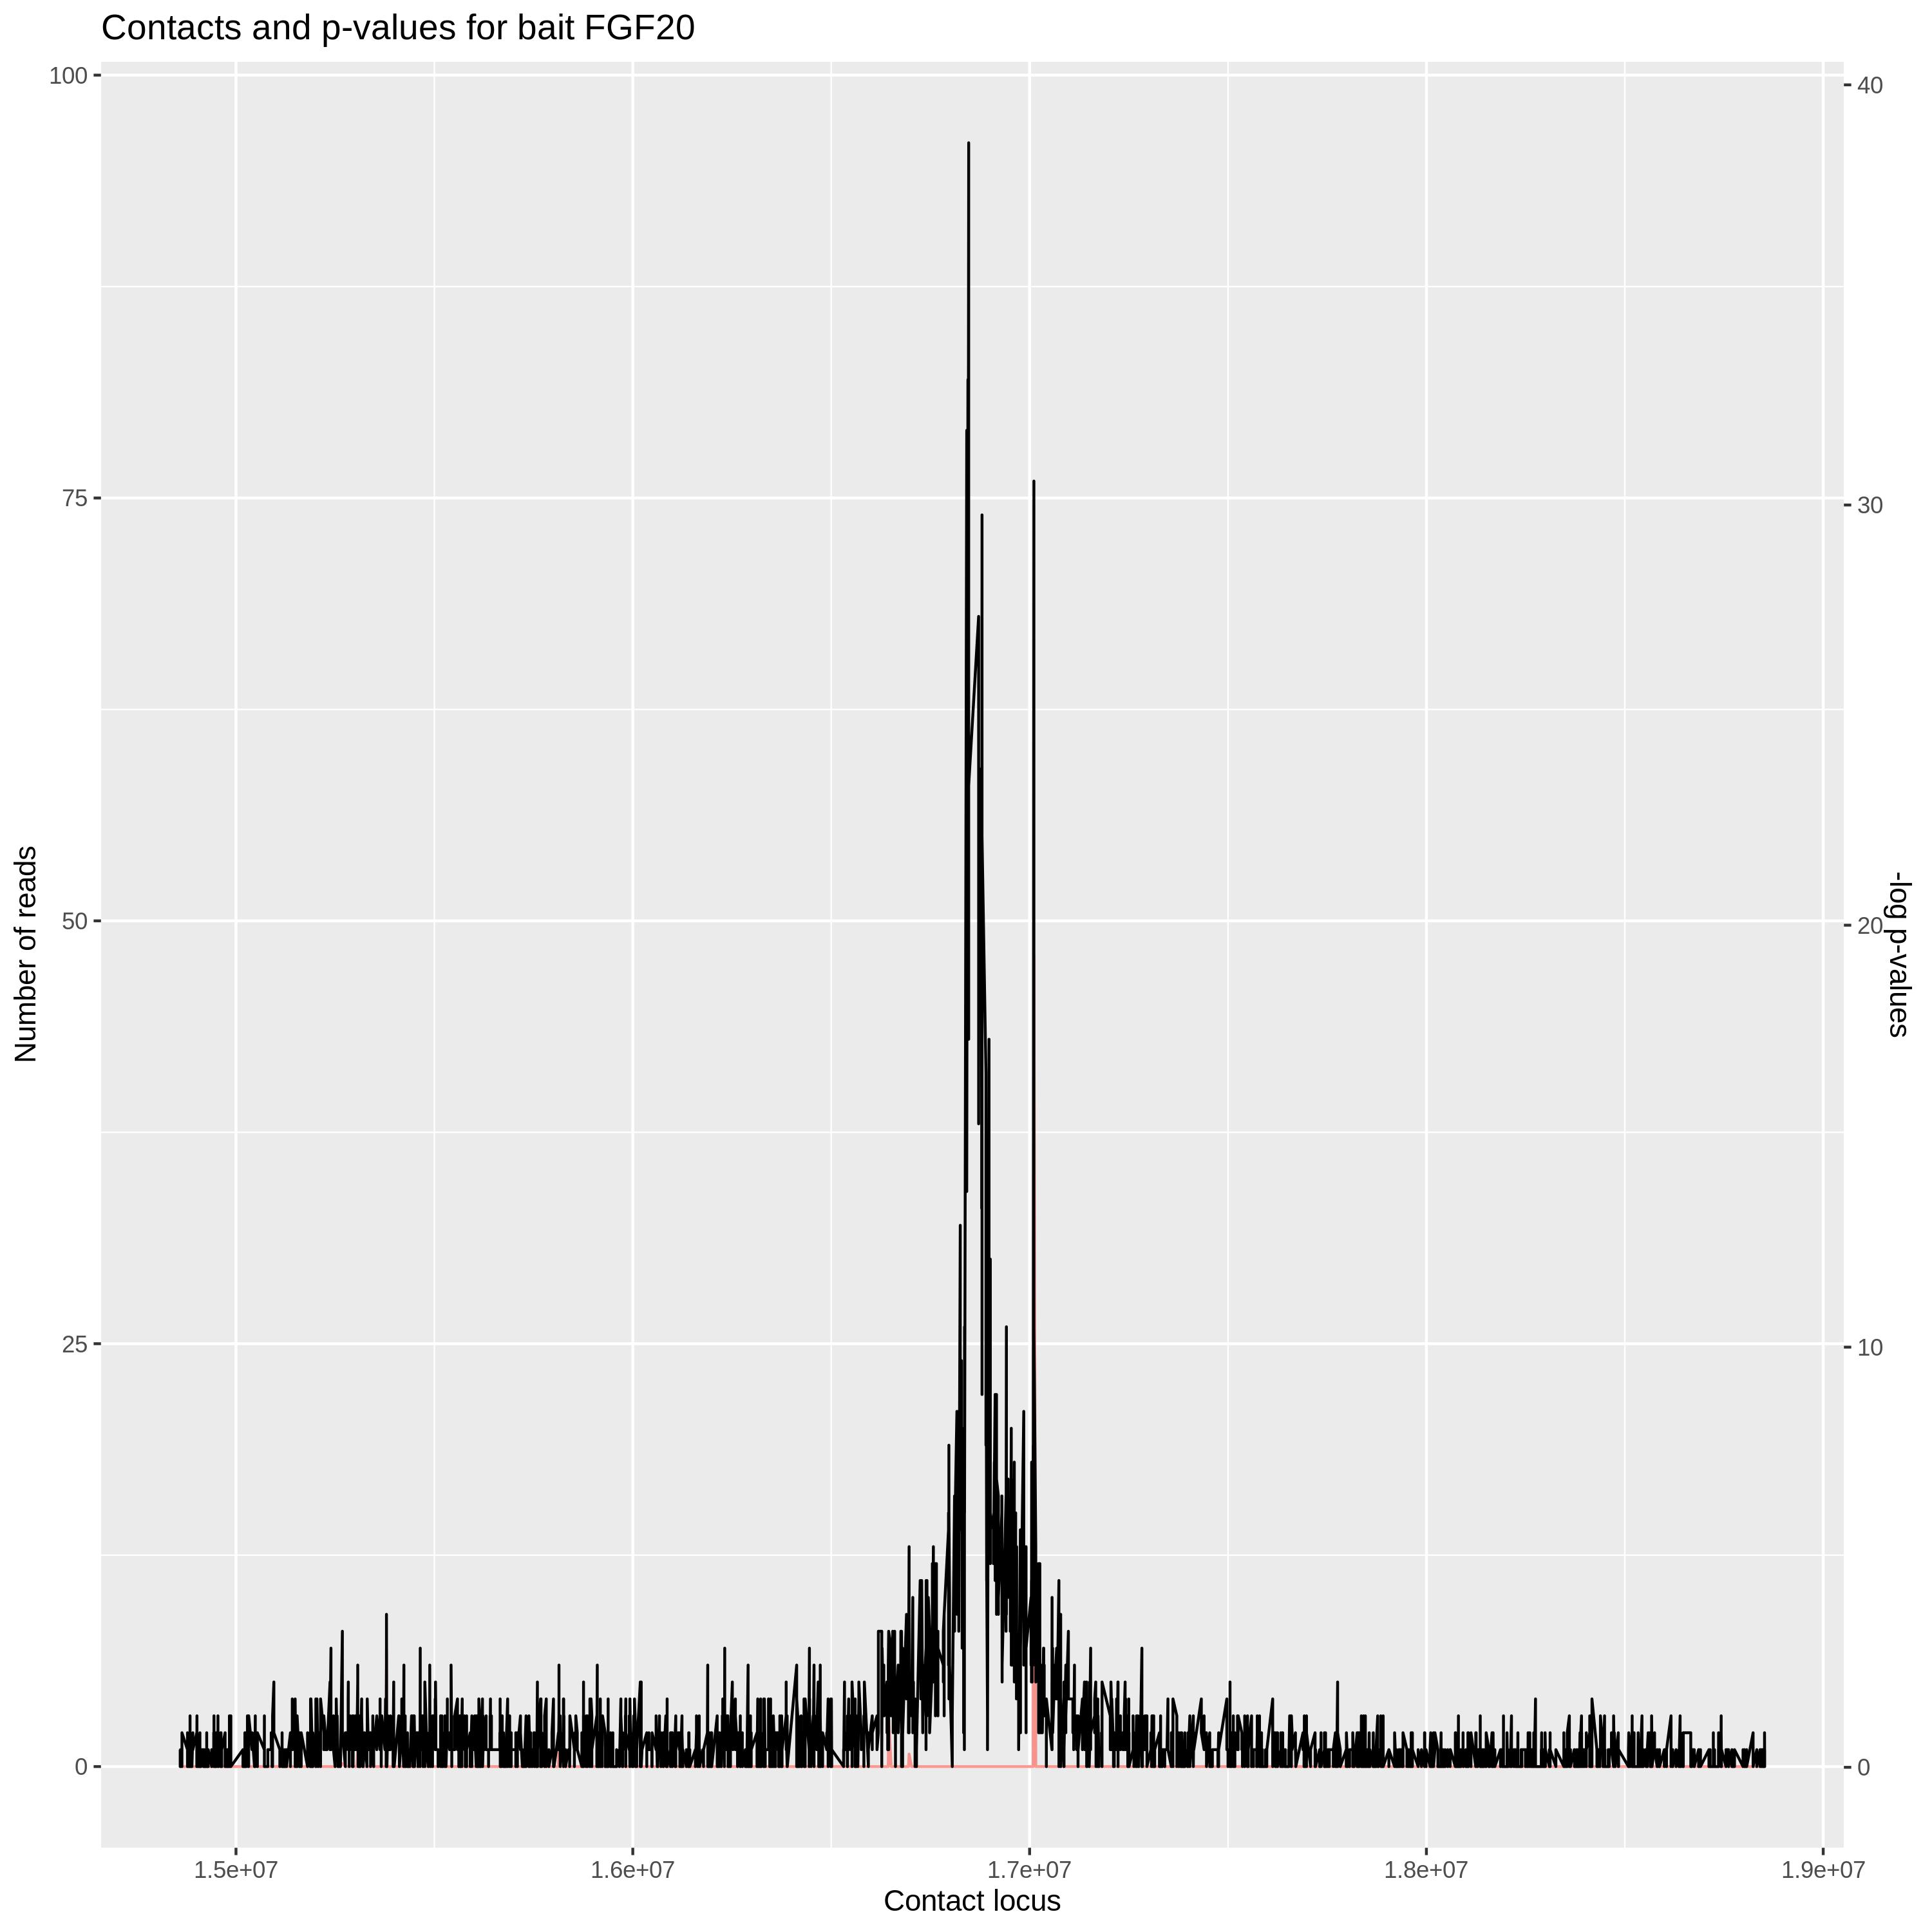 Contacts and p-values for bait FGF20
100
75
50
25
0
Number of reads
40
30
20
10
0
-log p-values
1.5e+07
1.6e+07
1.7e+07
1.8e+07
1.9e+07
Contact locus